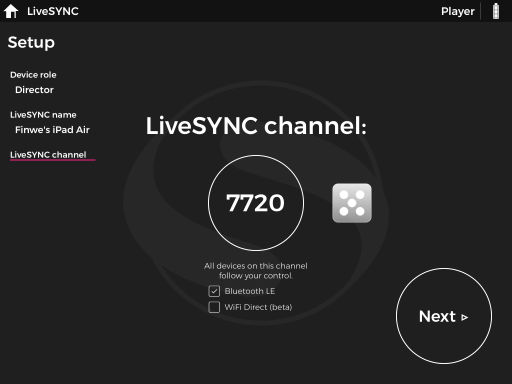 LiveSYNC
Player
Setup
Device role
Director
LiveSYNC name
Finwe's iPad Air
LiveSYNC channel
LiveSYNC channel:
7720
All devices on this channel
follow your control.
Bluetooth LE
WiFi Direct (beta)
Next